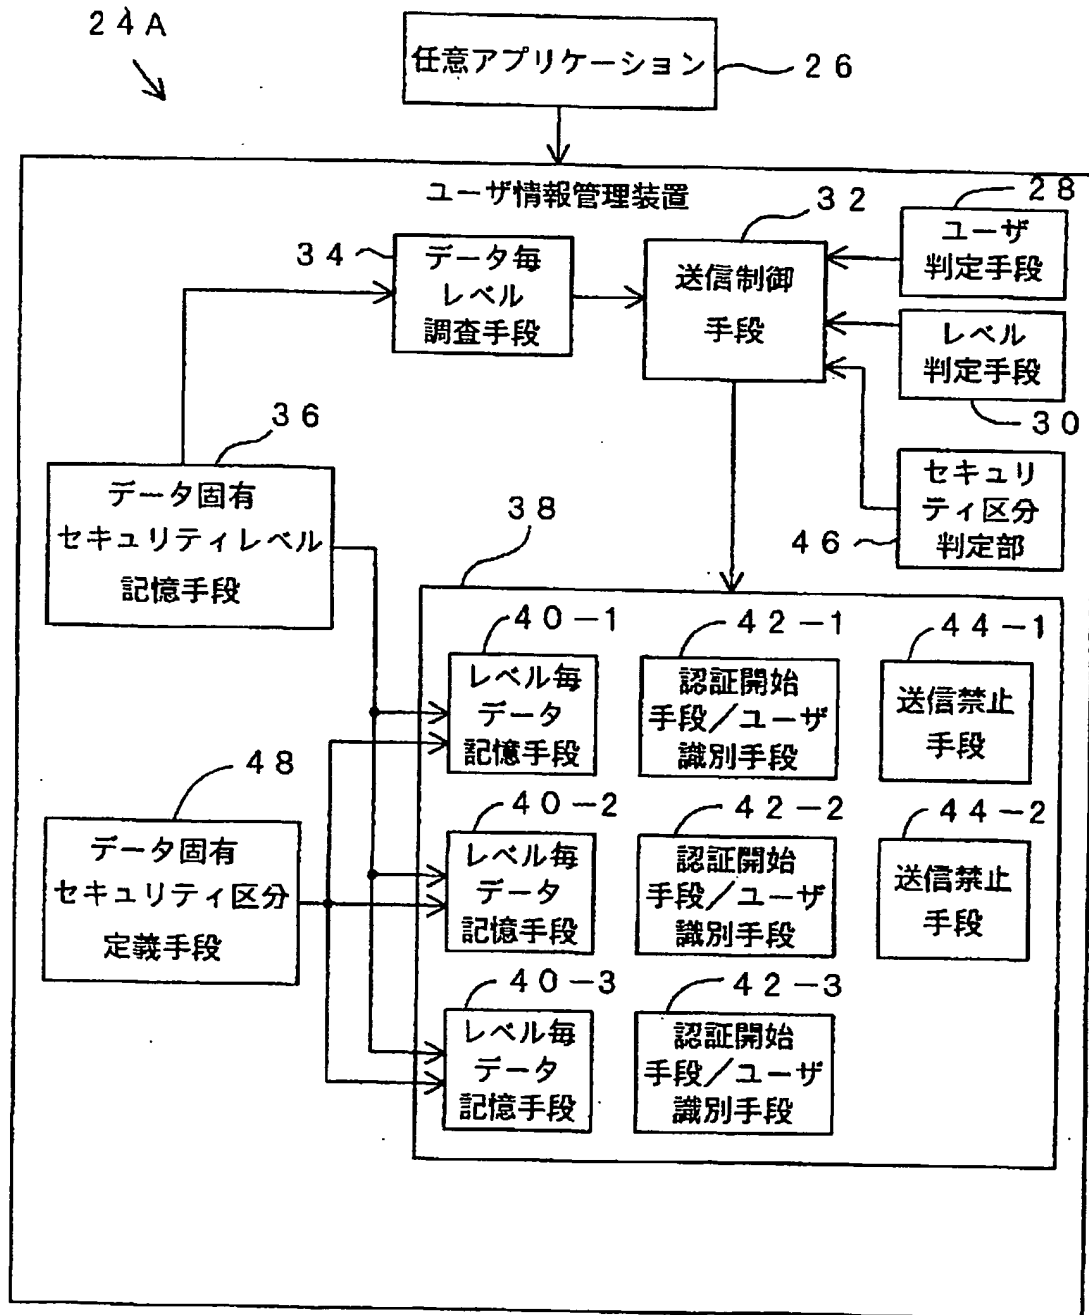 24A
任意アプリケーション
26
ユーザ情報管理装置
28
ユーザ
判定手段
32
送信制御
手段
34
データ毎
レベル
調査手段
レベル
判定手段
30
36
データ固有
セキュリティレベル
記憶手段
セキュリ
ティ区分
判定部
46
38
40-1
レベル毎
データ
記憶手段
42-1
認証開始
手段/ユーザ
識別手段
44-1
送信禁止
手段
48
データ固有
セキュリティ区分
定義手段
40-2
レベル毎
データ
記憶手段
42-2
認証開始
手段/ユーザ
識別手段
44-2
送信禁止
手段
40-3
レベル毎
データ
記憶手段
42-3
認証開始
手段/ユーザ
識別手段